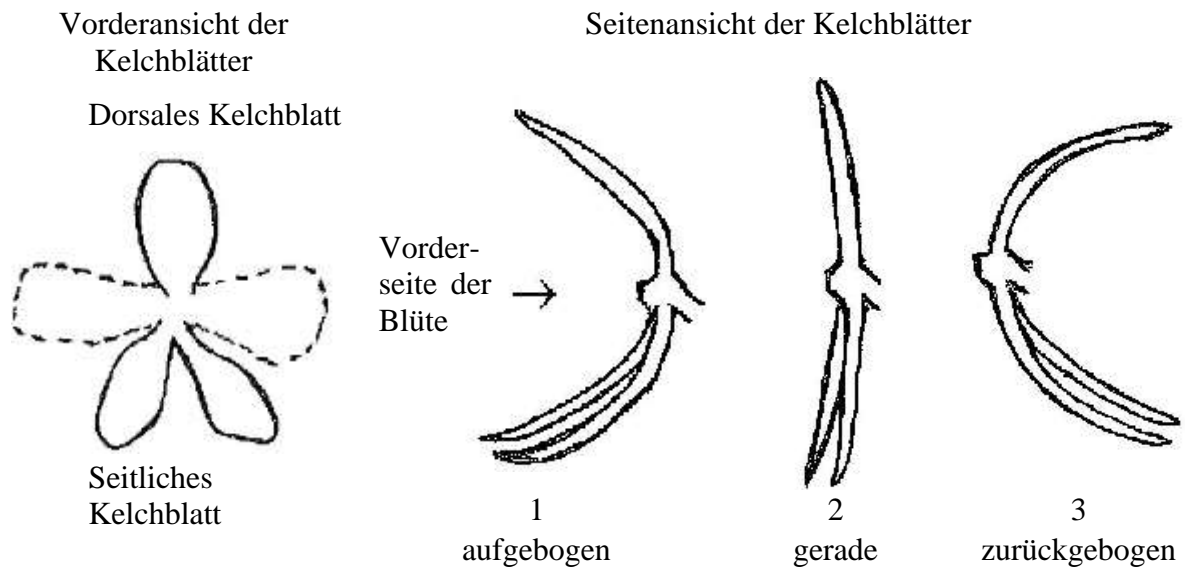 Vorderansicht der
Kelchblätter
Dorsales Kelchblatt
Seitliches
Kelchblatt
Seitenansicht der Kelchblätter
Vorder-
seite der
Blüte
1
aufgebogen
2
gerade
3
zurückgebogen